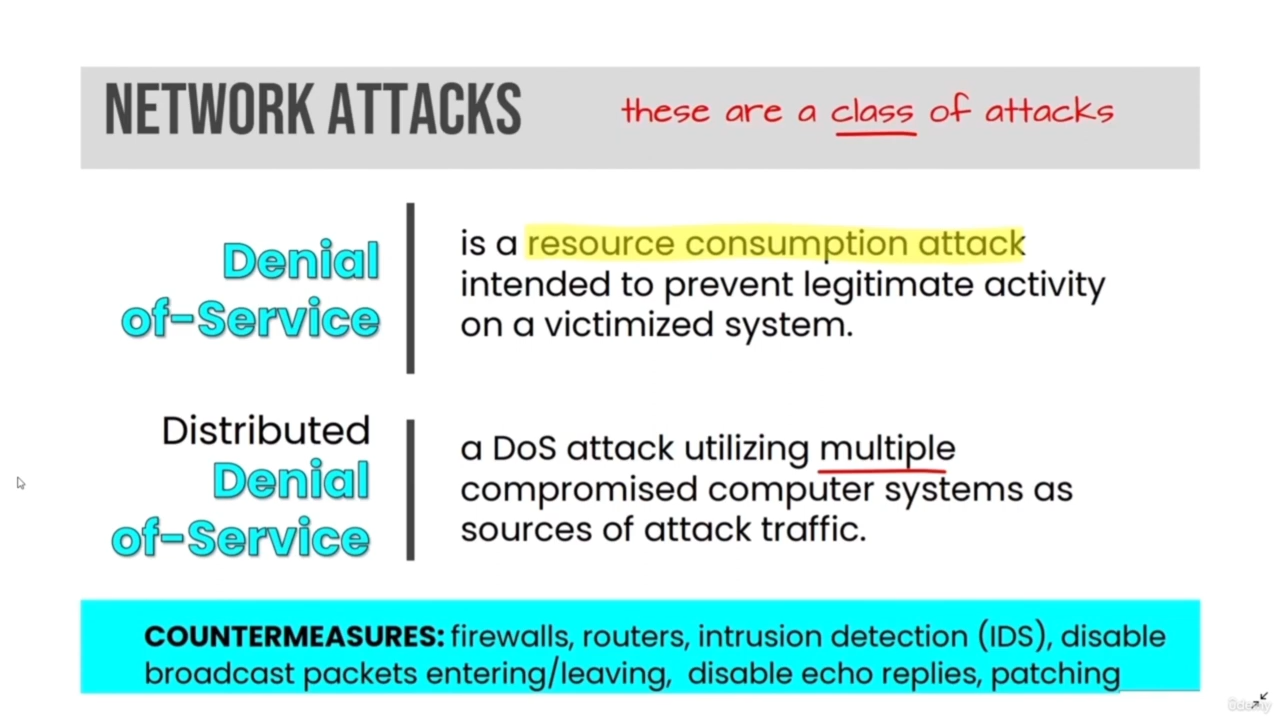 NETWORK ATTACKS
these are a class of attacks
Denial
of-Service
is a resource consumption attack
intended to prevent legitimate activity
on a victimized system.
Distributed
Denial
of-Service
a DoS attack utilizing multiple
compromised computer systems as
sources of attack traffic.
COUNTERMEASURES: firewalls, routers, intrusion detection (IDS), disable
broadcast packets entering/leaving, disable echo replies, patching
ûdemy